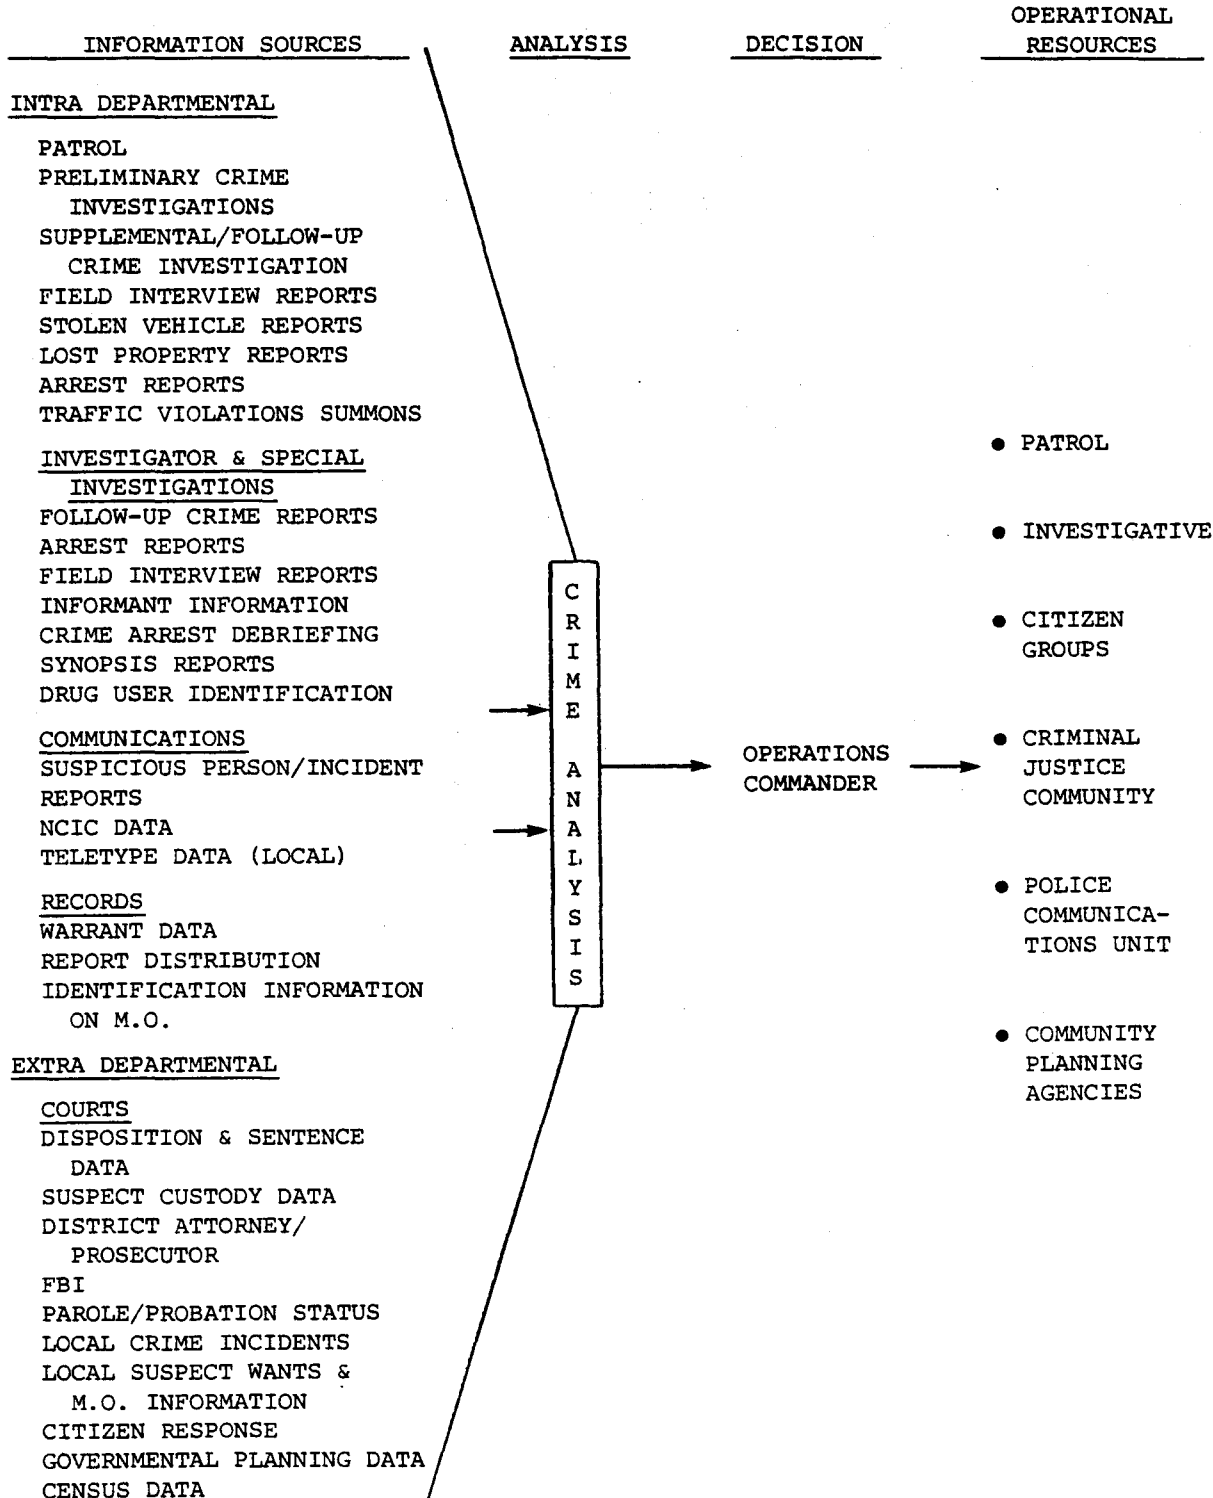 INFORMATION SOURCES
ANALYSIS
DECISION
OPERATIONAL
RESOURCES
INTRA DEPARTMENTAL
PATROL
PRELIMINARY CRIME
INVESTIGATIONS
SUPPLEMENTAL/FOLLOW-UP
CRIME INVESTIGATION
FIELD INTERVIEW REPORTS
STOLEN VEHICLE REPORTS
LOST PROPERTY REPORTS
ARREST REPORTS
TRAFFIC VIOLATIONS SUMMONS
INVESTIGATOR & SPECIAL
INVESTIGATIONS
FOLLOW-UP CRIME REPORTS
ARREST REPORTS
FIELD INTERVIEW REPORTS
INFORMANT INFORMATION
CRIME ARREST DEBRIEFING
SYNOPSIS REPORTS
DRUG USER IDENTIFICATION
COMMUNICATIONS
SUSPICIOUS PERSON/INCIDENT
REPORTS
NCIC DATA
TELETYPE DATA (LOCAL)
RECORDS
WARRANT DATA
REPORT DISTRIBUTION
IDENTIFICATION INFORMATION
ON M.O.
EXTRA DEPARTMENTAL
COURTS
DISPOSITION & SENTENCE
DATA
SUSPECT CUSTODY DATA
DISTRICT ATTORNEY/
PROSECUTOR
FBI
PAROLE/PROBATION STATUS
LOCAL CRIME INCIDENTS
LOCAL SUSPECT WANTS &
M.O. INFORMATION
CITIZEN RESPONSE
GOVERNMENTAL PLANNING DATA
CENSUS DATA
CRIME ANALYSIS
OPERATIONS
COMMANDER
● PATROL
● INVESTIGATIVE
● CITIZEN
GROUPS
● CRIMINAL
JUSTICE
COMMUNITY
● POLICE
COMMUNICA-
TIONS UNIT
● COMMUNITY
PLANNING
AGENCIES